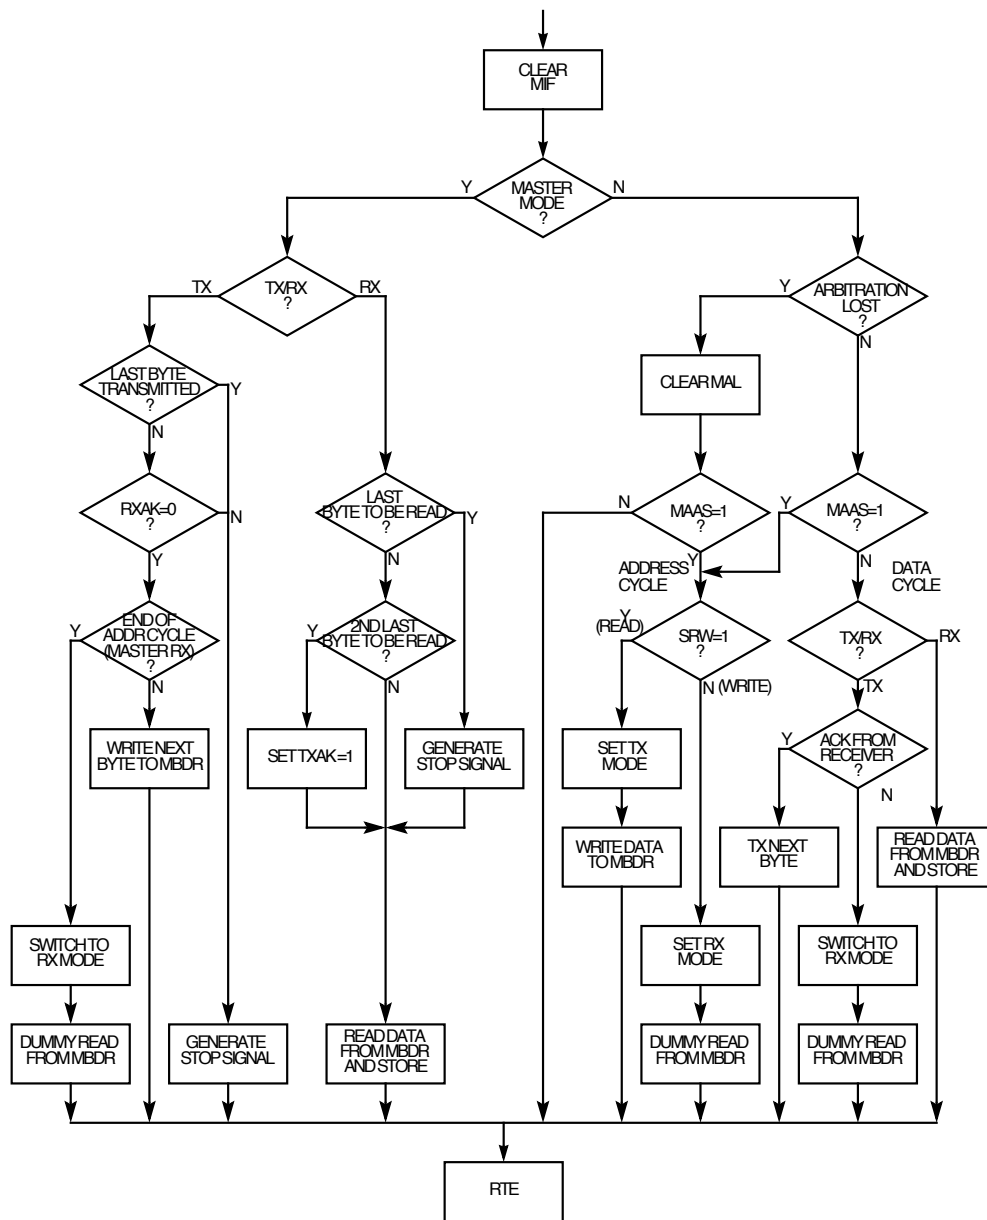 CLEAR
MIF
Y
MASTER
MODE
?
N
TX
TX/RX
?
RX
Y
ARBITRATION
LOST
?
N
LAST BYTE
TRANSMITTED
?
Y
N
CLEAR MAL
RXAK=0
?
N
Y
LAST
BYTE TO BE READ
?
Y
N
N
MAAS=1
?
Y
Y
MAAS=1
?
N
ADDRESS
CYCLE
DATA
CYCLE
Y
END OF
ADDR CYCLE
(MASTER RX)
?
N
Y
2ND LAST
BYTE TO BE READ
?
N
Y
(READ)
SRW=1
?
N (WRITE)
TX/RX
?
RX
TX
WRITE NEXT
BYTE TO MBDR
SET TXAK =1
GENERATE
STOP SIGNAL
SET TX
MODE
Y
ACK FROM
RECEIVER
?
N
WRITE DATA
TO MBDR
TX NEXT
BYTE
READ DATA
FROM MBDR
AND STORE
SWITCH TO
RX MODE
SET RX
MODE
SWITCH TO
RX MODE
DUMMY READ
FROM MBDR
GENERATE
STOP SIGNAL
READ DATA
FROM MBDR
AND STORE
DUMMY READ
FROM MBDR
DUMMY READ
FROM MBDR
RTE